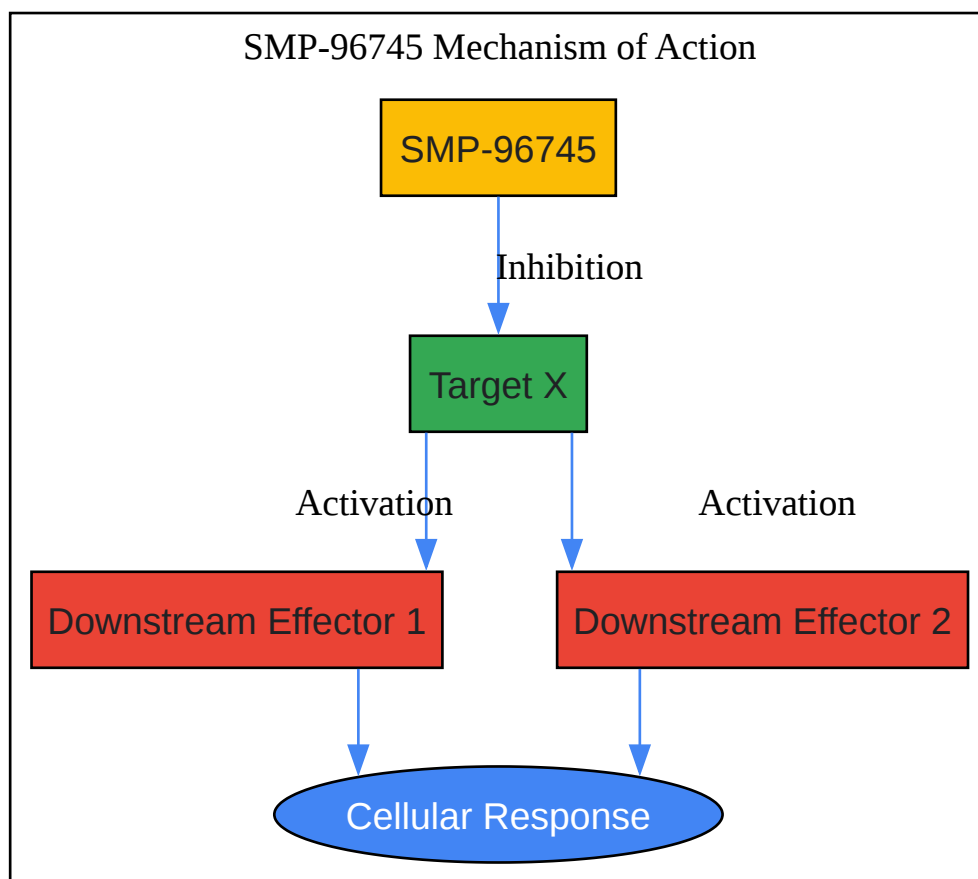 SMP-96745 Mechanism of Action
SMP-96745
Inhibition
Target X
Activation
Activation
Downstream Effector 1
Downstream Effector 2
Cellular Response